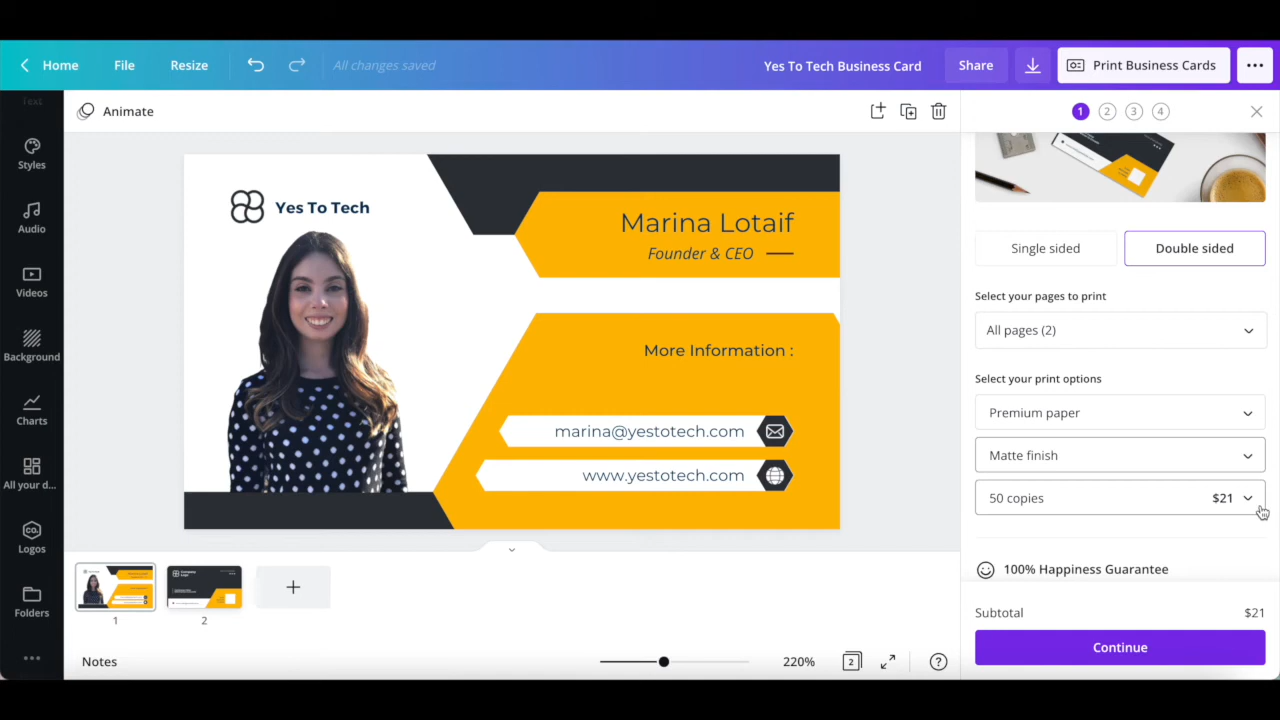 Home
File
Resize
All changes saved
Yes To Tech Business Card
Share
Print Business Cards
Text
Styles
Audio
Videos
Background
Charts
All your d...
Logos
Folders
Animate
Yes To Tech
Marina Lotaif
Founder & CEO
More Information :
marina@yestotech.com
www.yestotech.com
1
2
Notes
220%
2
1 2 3 4
Single sided
Double sided
Select your pages to print
All pages (2)
Select your print options
Premium paper
Matte finish
50 copies $21
100% Happiness Guarantee
Subtotal $21
Continue